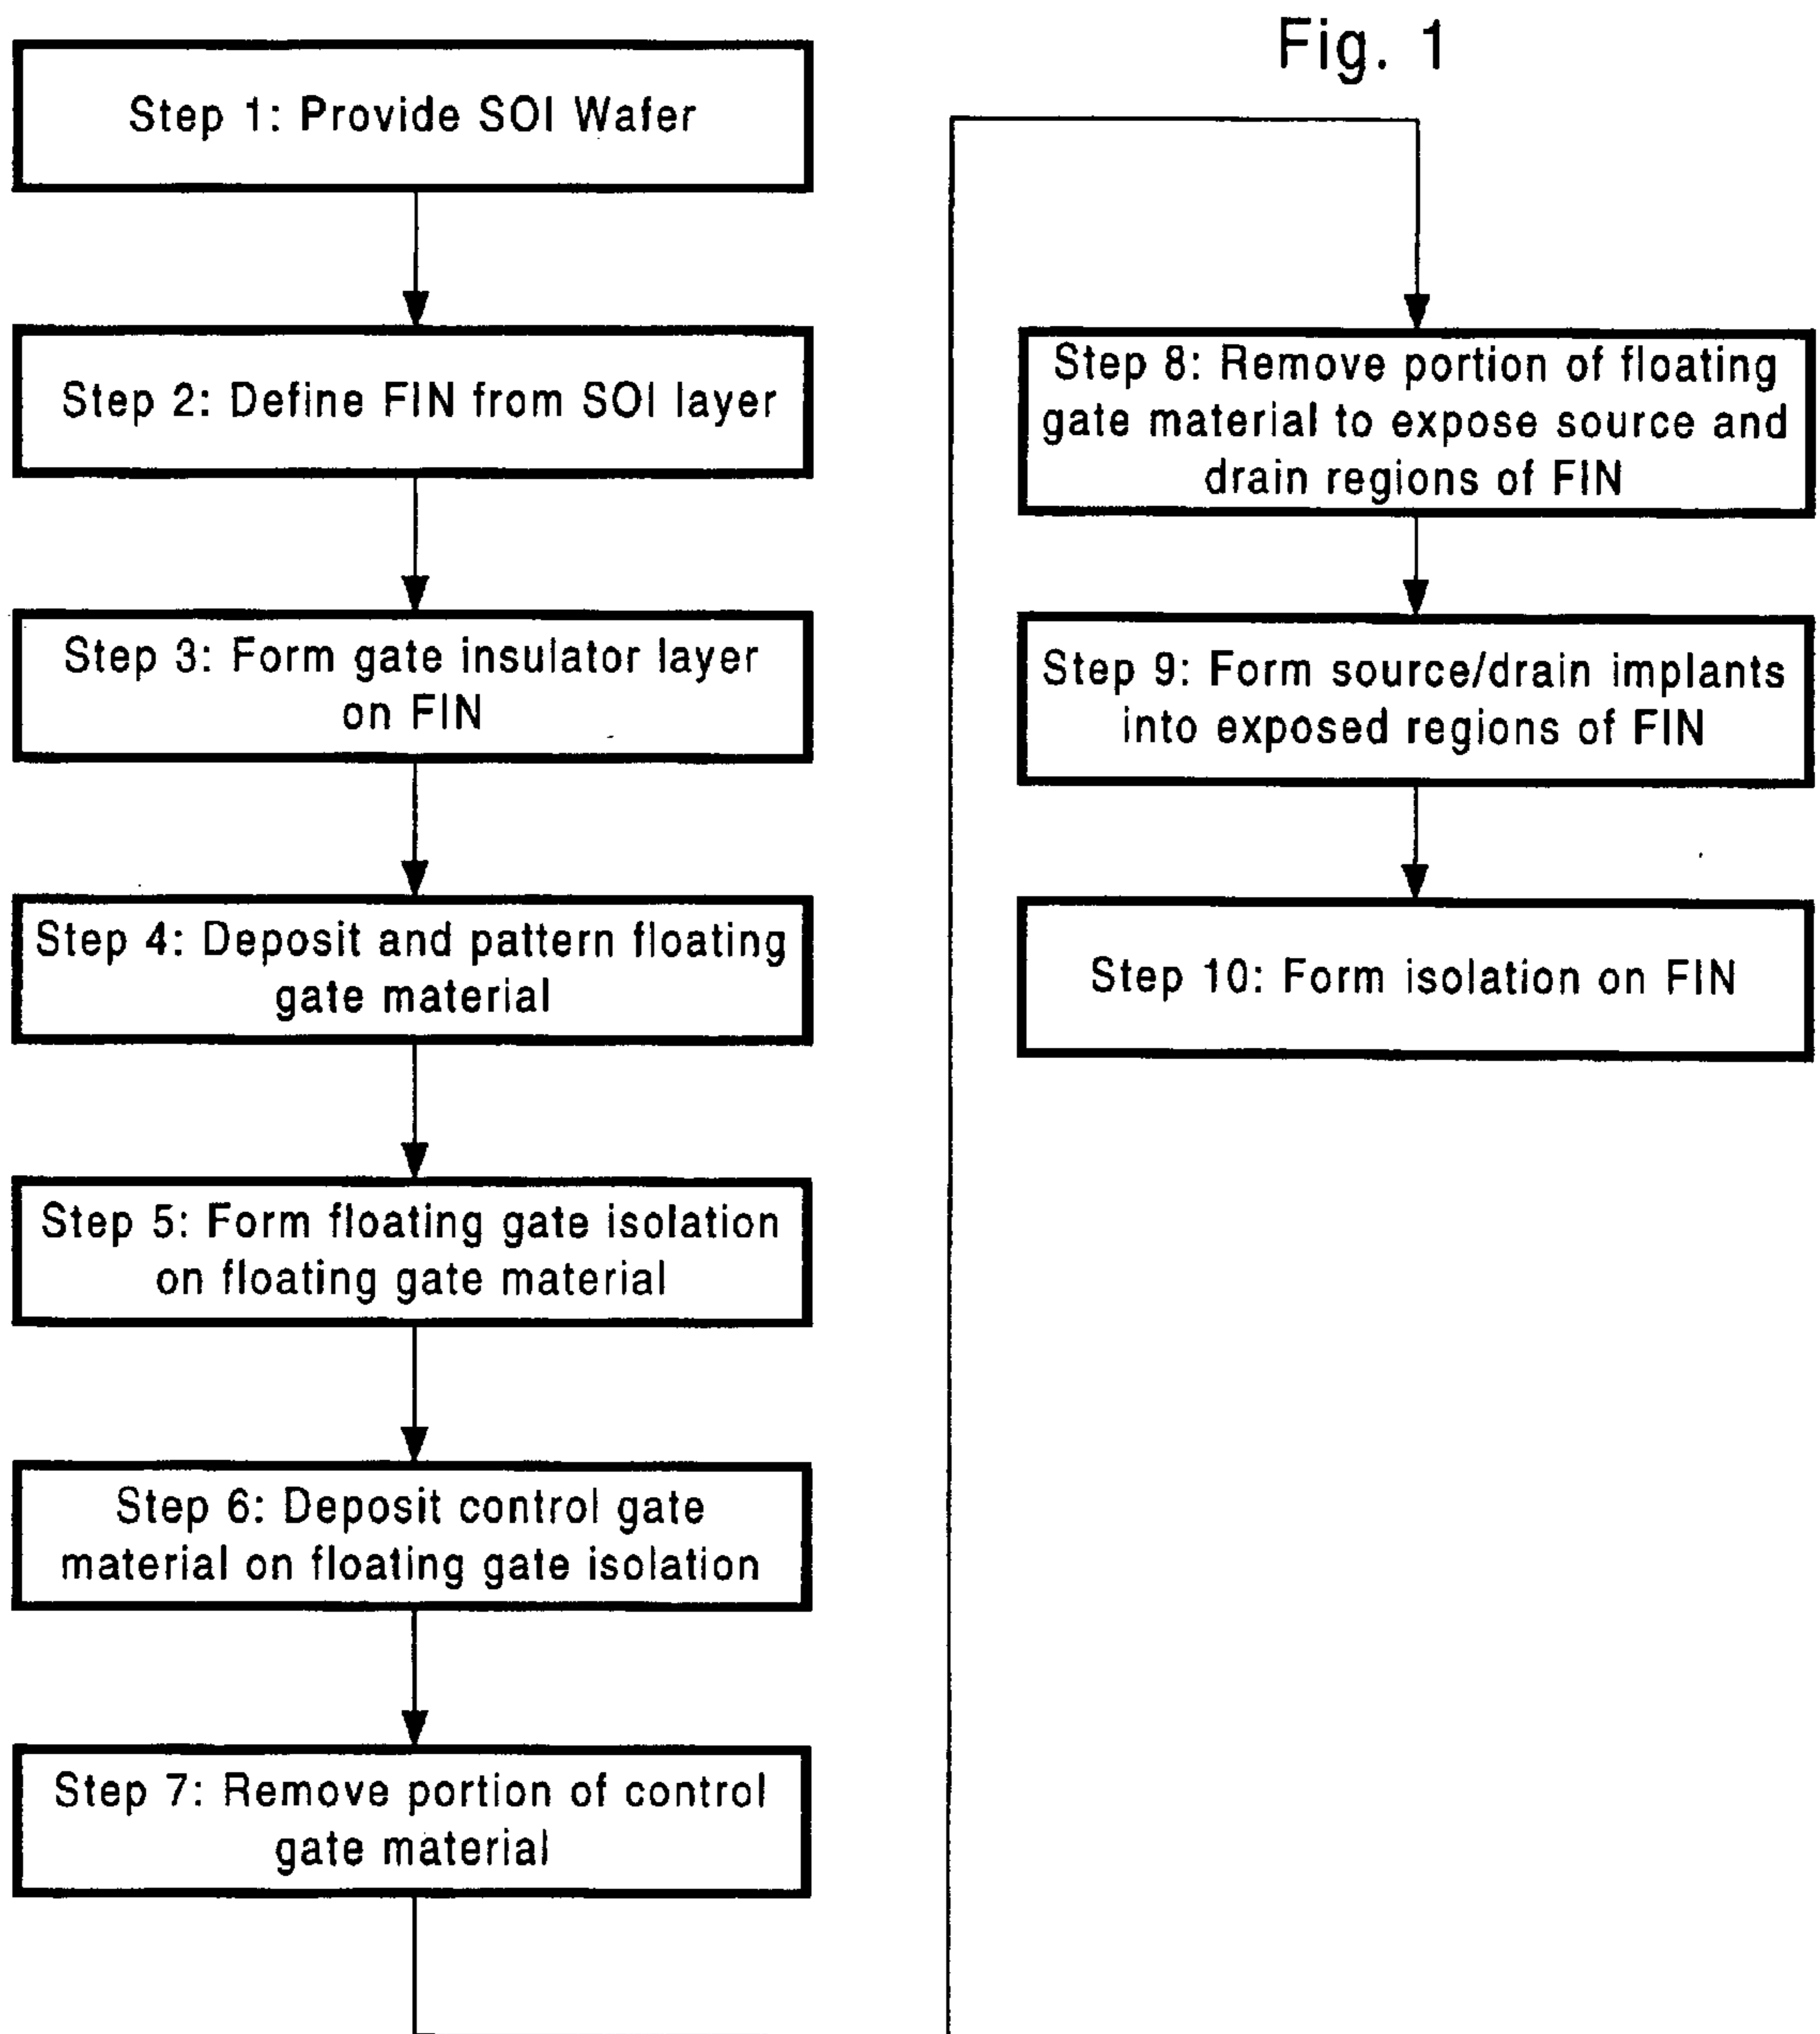 Fig. 1
Step 1: Provide SOI Wafer
Step 2: Define FIN from SOI layer
Step 3: Form gate insulator layer
on FIN
Step 4: Deposit and pattern floating
gate material
Step 5: Form floating gate isolation
on floating gate material
Step 6: Deposit control gate
material on floating gate isolation
Step 7: Remove portion of control
gate material
Step 8: Remove portion of floating
gate material to expose source and
drain regions of FIN
Step 9: Form source/drain implants
into exposed regions of FIN
Step 10: Form isolation on FIN